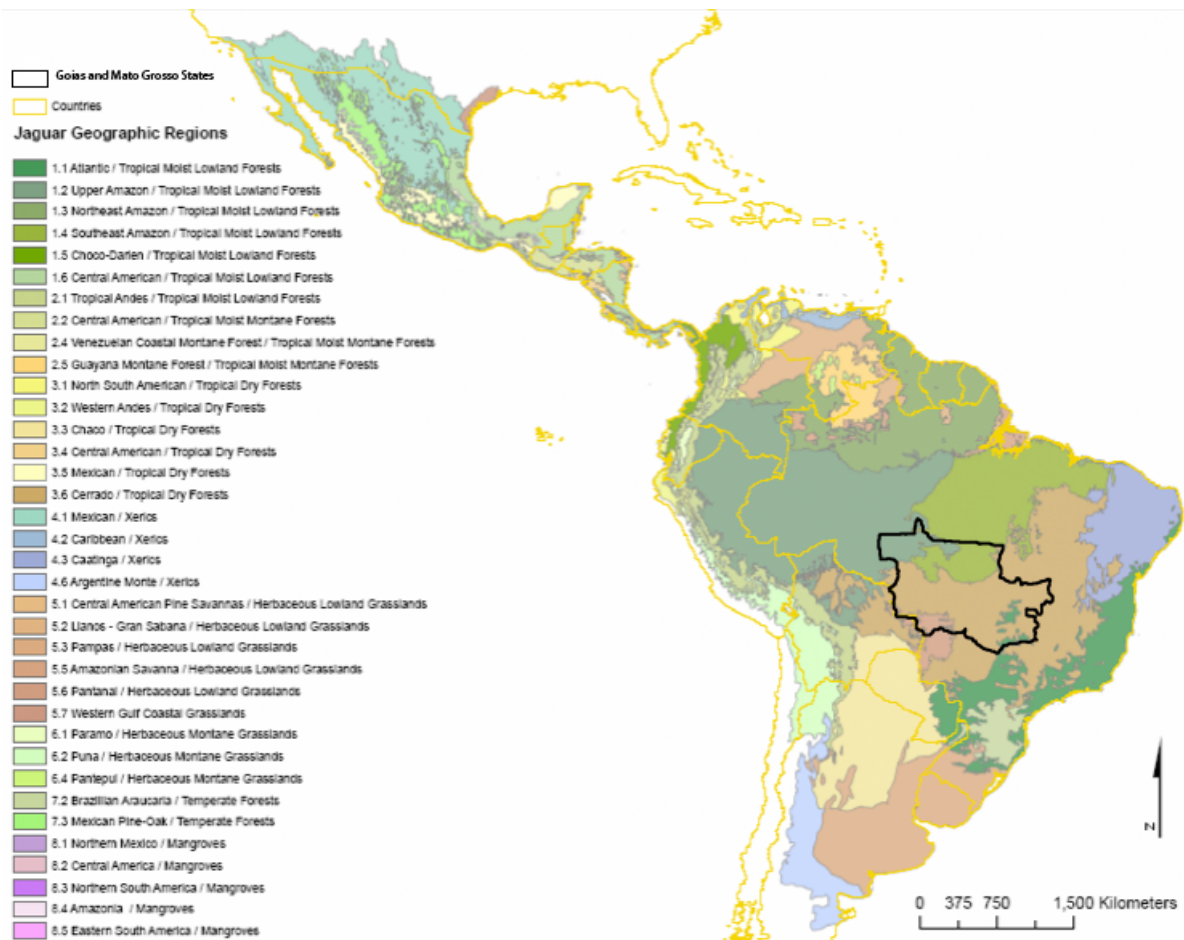 Goias and Mato Grosso States
Countries
Jaguar Geographic Regions
1.1 Atlantic / Tropical Moist Lowland Forests
1.2 Upper Amazon / Tropical Moist Lowland Forests
1.3 Northeast Amazon / Tropical Moist Lowland Forests
1.4 Southeast Amazon / Tropical Moist Lowland Forests
1.5 Choco-Darien / Tropical Moist Lowland Forests
1.6 Central American / Tropical Moist Lowland Forests
2.1 Tropical Andes / Tropical Moist Lowland Forests
2.2 Central American / Tropical Moist Montane Forests
2.4 Venezuelan Coastal Montane Forest / Tropical Moist Montane Forests
2.5 Guayana Montane Forest / Tropical Moist Montane Forests
3.1 North South American / Tropical Dry Forests
3.2 Western Andes / Tropical Dry Forests
3.3 Chaco / Tropical Dry Forests
3.4 Central American / Tropical Dry Forests
3.5 Mexican / Tropical Dry Forests
3.6 Cerrado / Tropical Dry Forests
4.1 Mexican / Xerics
4.2 Caribbean / Xerics
4.3 Caatinga / Xerics
4.6 Argentine Monte / Xerics
5.1 Central American Pine Savannas / Herbaceous Lowland Grasslands
5.2 Llanos - Gran Sabana / Herbaceous Lowland Grasslands
5.3 Pampas / Herbaceous Lowland Grasslands
5.5 Amazonian Savanna / Herbaceous Lowland Grasslands
5.6 Pantanal / Herbaceous Lowland Grasslands
5.7 Western Gulf Coastal Grasslands
6.1 Paramo / Herbaceous Montane Grasslands
6.2 Puna / Herbaceous Montane Grasslands
6.4 Pantepui / Herbaceous Montane Grasslands
7.2 Brazillian Araucaria / Temperate Forests
7.3 Mexican Pine-Oak / Temperate Forests
8.1 Northern Mexico / Mangroves
8.2 Central America / Mangroves
8.3 Northern South America / Mangroves
8.4 Amazonia / Mangroves
8.5 Eastern South America / Mangroves
N
0 375 750 1,500 Kilometers